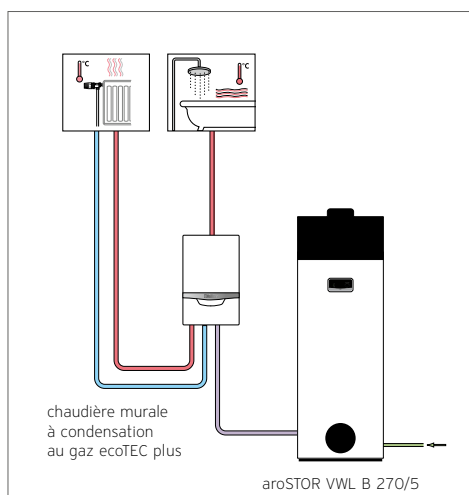 °C
°C
chaudière murale
à condensation
au gaz ecoTEC plus
aroSTOR VWL B 270/5